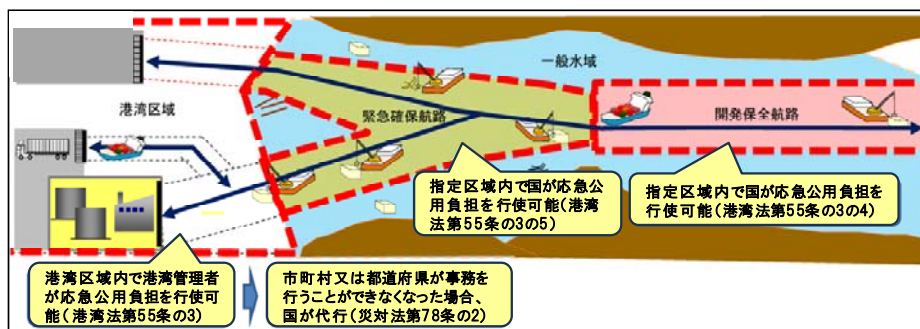 一般水域
港湾区域
緊急確保航路
開発保全航路
指定区域内で国が応急公
用負担を行使可能(港湾
法第55条の3の5)
指定区域内で国が応急公用負担を
行使可能(港湾法第55条の3の4)
港湾区域内で港湾管理者
が応急公用負担を行使可
能(港湾法第55条の3)
市町村又は都道府県が事務を
行うことができなくなった場合、
国が代行(災対法第78条の2)